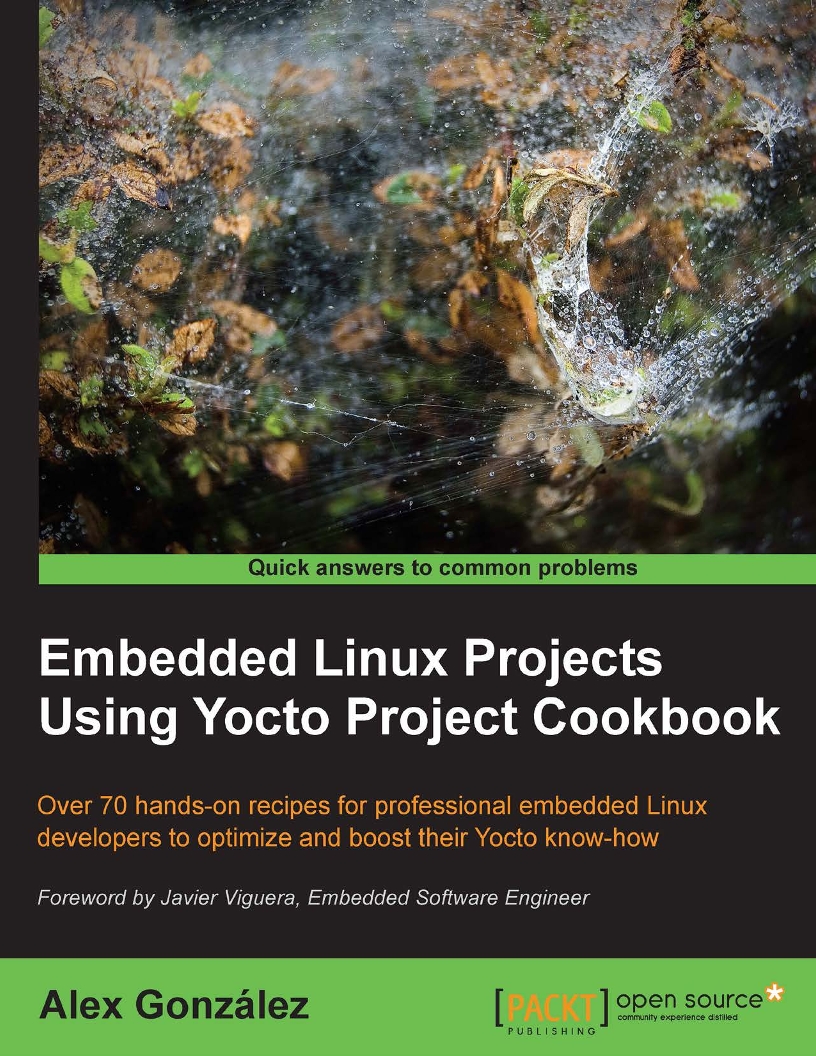 Quick answers to common problems
Embedded Linux Projects
Using Yocto Project Cookbook
Over 70 hands-on recipes for professional embedded Linux
developers to optimize and boost their Yocto know-how
Foreword by Javier Viguera, Embedded Software Engineer
Alex González
[PACKT] open source*
PUBLISHING
community experience distilled